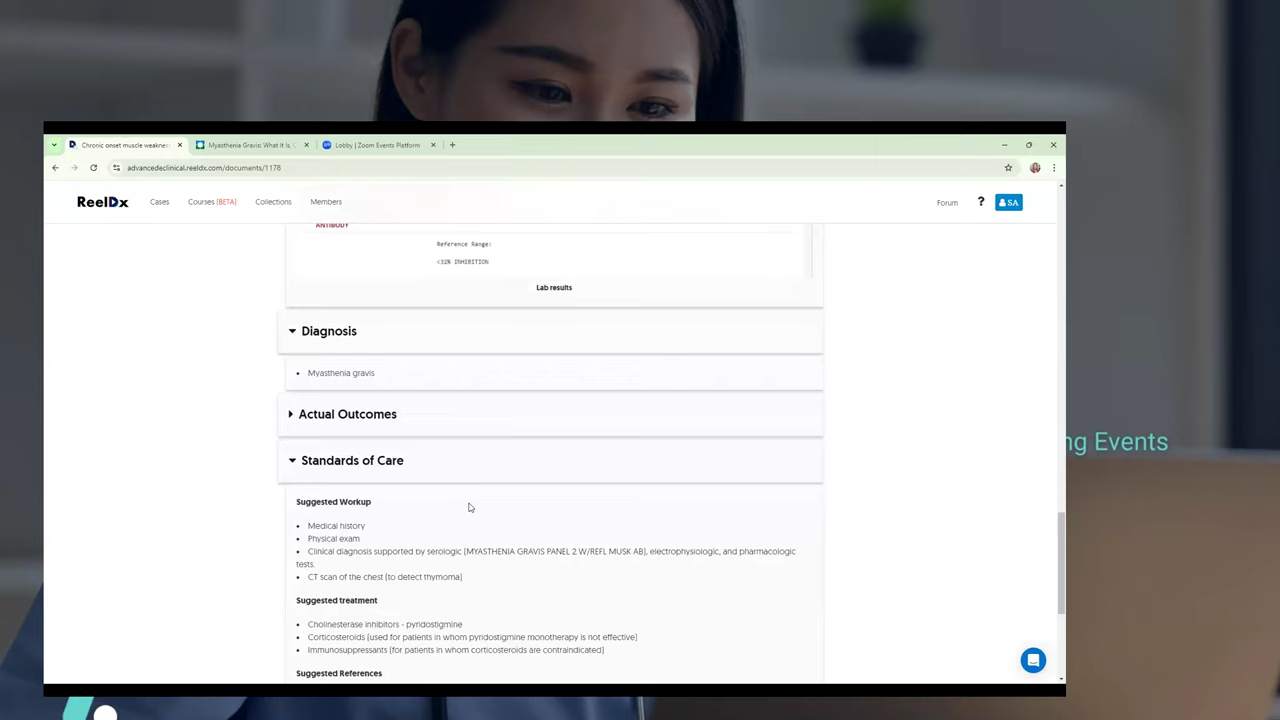 Chronic onset muscle weakness
Myasthenia Gravis: What It Is, C
Lobby | Zoom Events Platform
advancedeclinical.reeldx.com/documents/1178
ReelDx
Cases
Courses [BETA]
Collections
Members
Forum
?
SA
ANTIBODY
Reference Range:
<32% INHIBITION
Lab results
Diagnosis
• Myasthenia gravis
Actual Outcomes
Standards of Care
ng Events
Suggested Workup
• Medical history
• Physical exam
• Clinical diagnosis supported by serologic (MYASTHENIA GRAVIS PANEL 2 W/REFL MUSK AB), electrophysiologic, and pharmacologic
tests.
• CT scan of the chest (to detect thymoma)
Suggested treatment
• Cholinesterase inhibitors - pyridostigmine
• Corticosteroids (used for patients in whom pyridostigmine monotherapy is not effective)
• Immunosuppressants (for patients in whom corticosteroids are contraindicated)
Suggested References